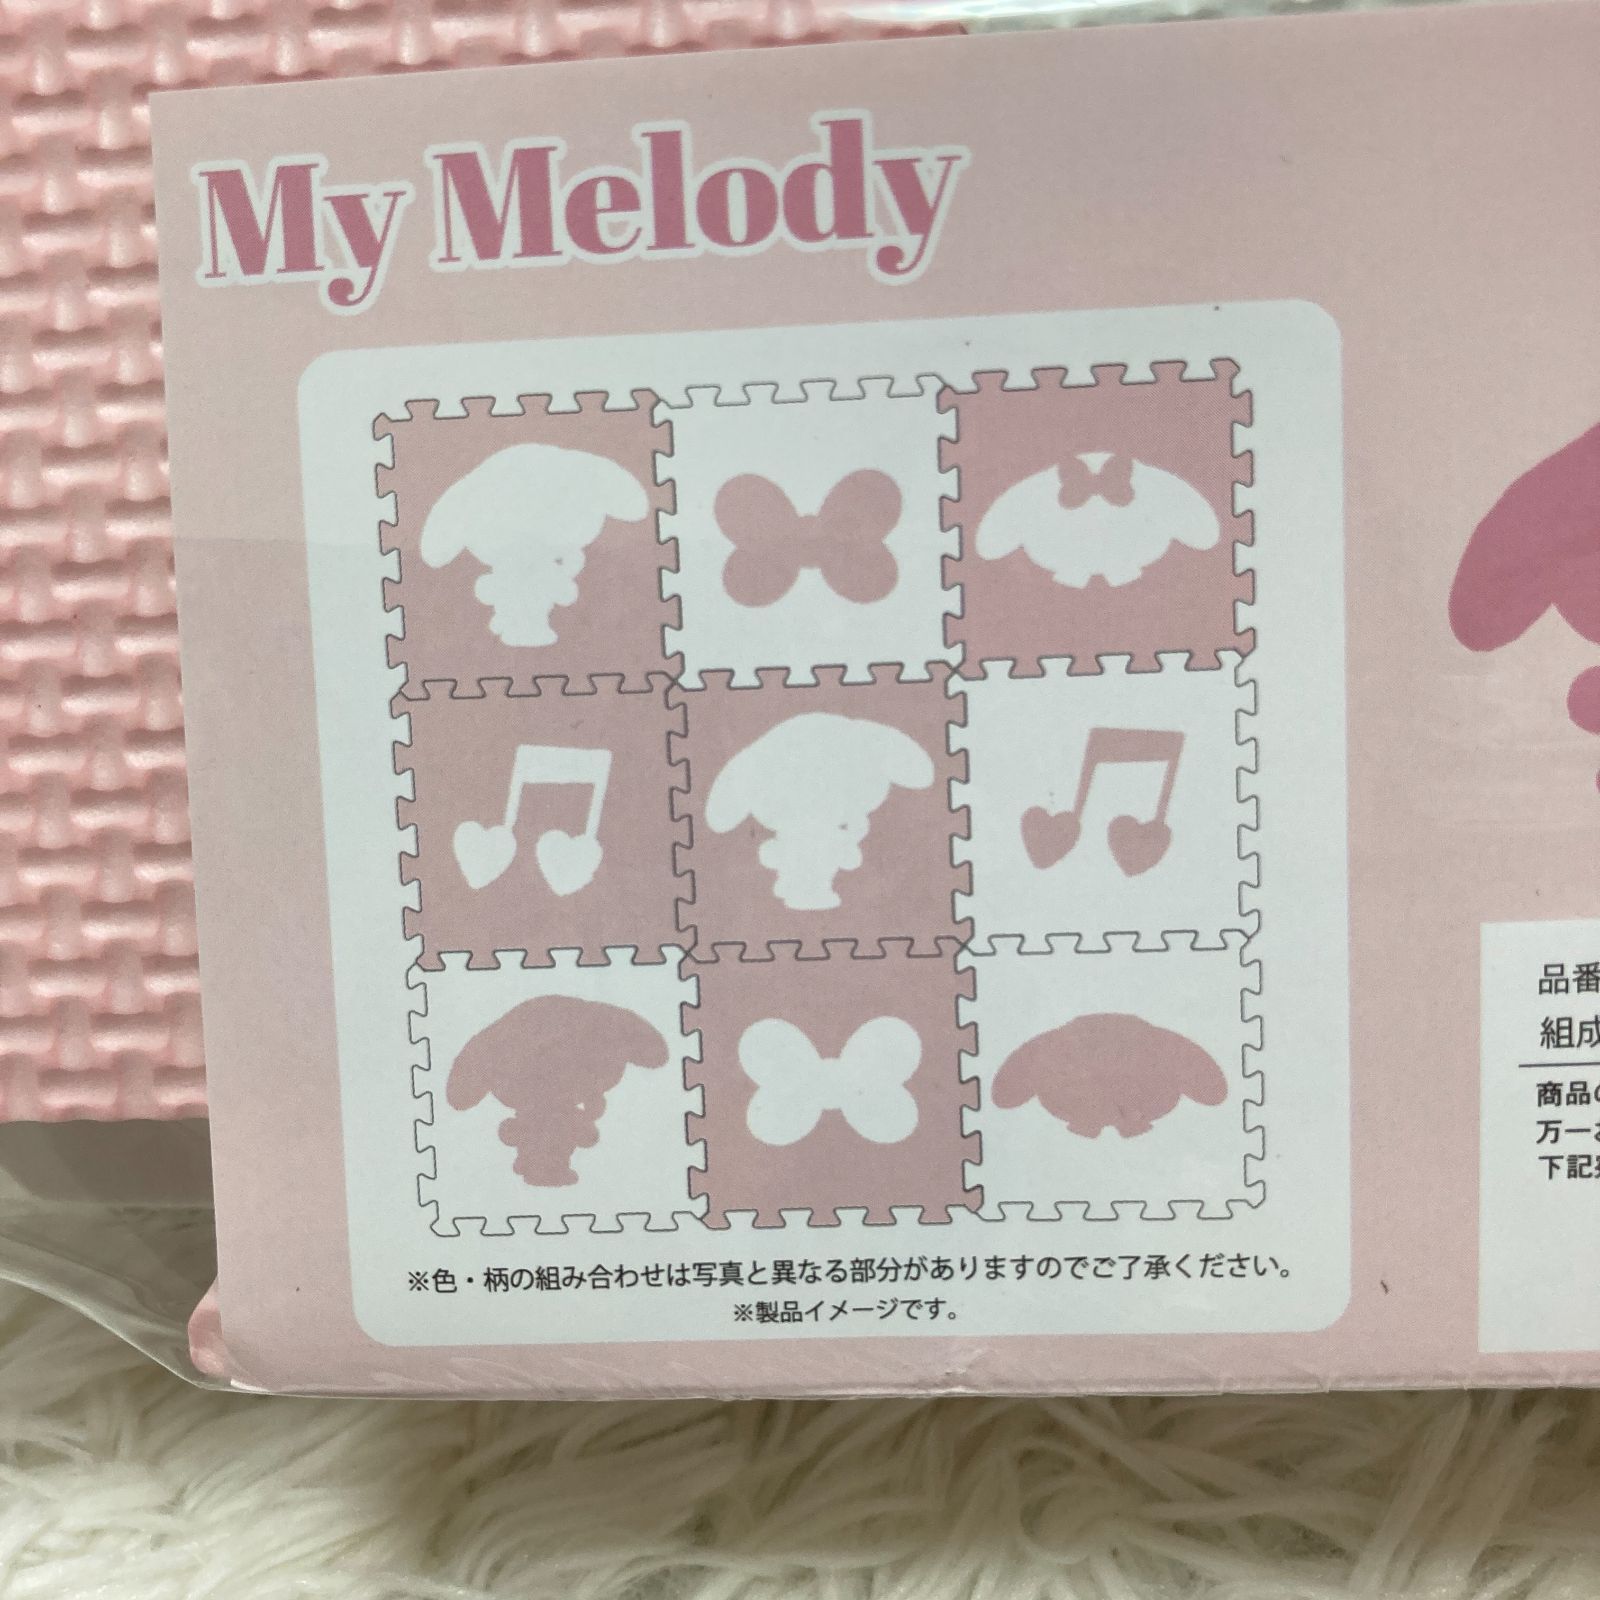 My Melody
※色・柄の組み合わせは写真と異なる部分がありますのでご了承ください。
※製品イメージです。
品番
組成
商品の
万一
下記